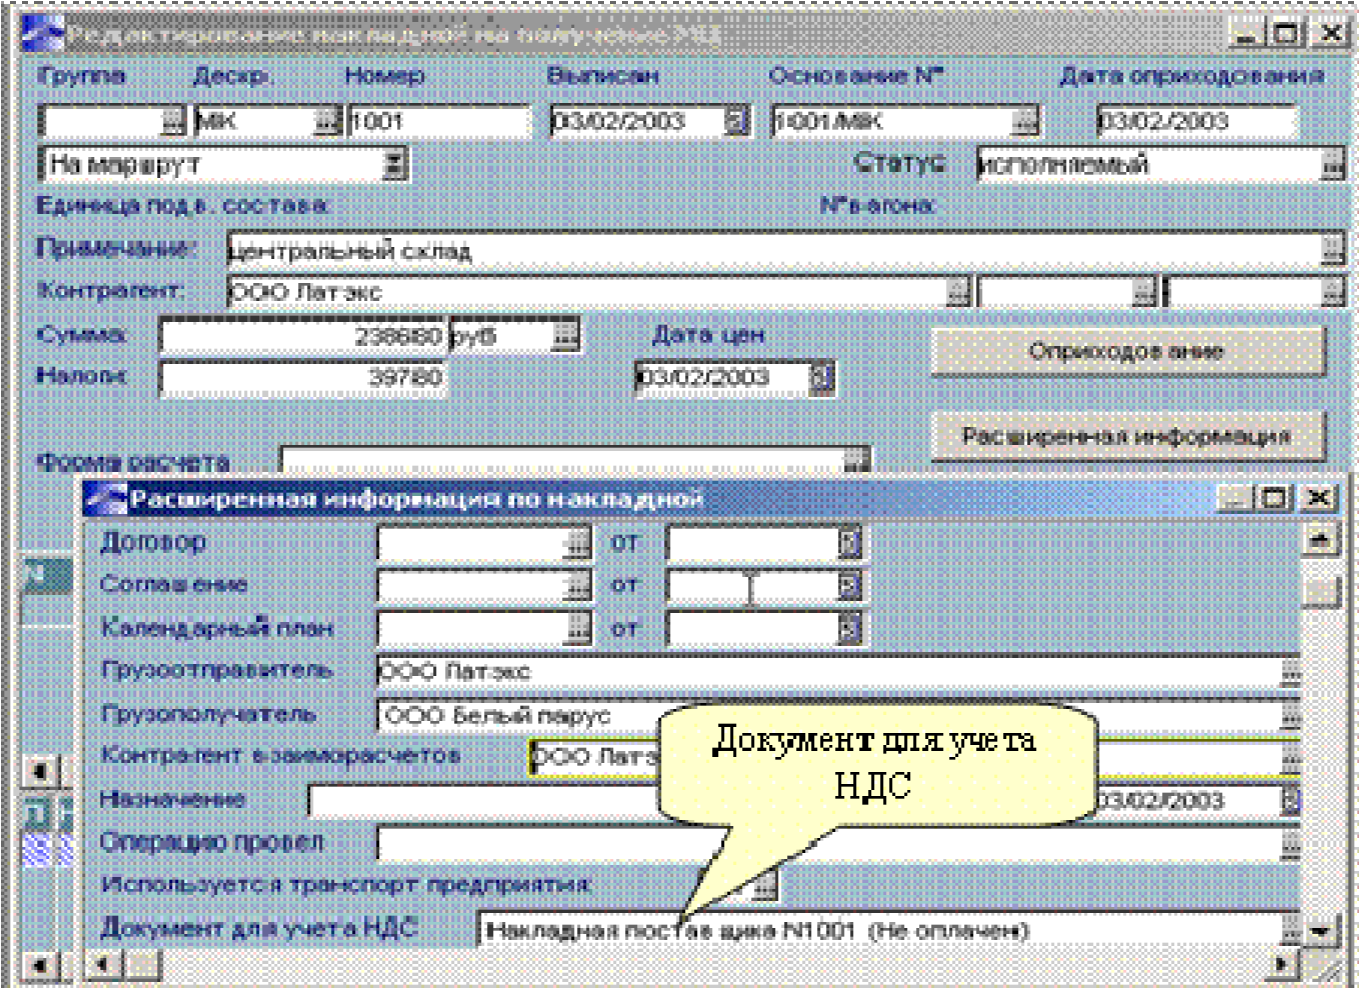 Редактирование накладной на получение МЦ
Группа Дескр. Номер Выписан Основание N° Дата оприходования
МК 1001 03/02/2003 1001/МК 03/02/2003
На маршрут Статус исполняемый
Единица подв. состава: N°вагона:
Примечание: центральный склад
Контрагент: ООО Латэкс
Сумма: 238680 руб Дата цен
Оприходование
Налоги: 39780 03/02/2003
Расширенная информация
Форма расчета
Расширенная информация по накладной
Договор от
Соглашение от
Календарный план от
Грузоотправитель ООО Латэкс
Грузополучатель ООО Белый парус
Контрагент взаиморасчетов ООО Латэ
Документ для учета
НДС
Назначение 03/02/2003
Операцию провел
Используется транспорт предприятия:
Документ для учета НДС Накладная поставщика N1001 (Не оплачен)